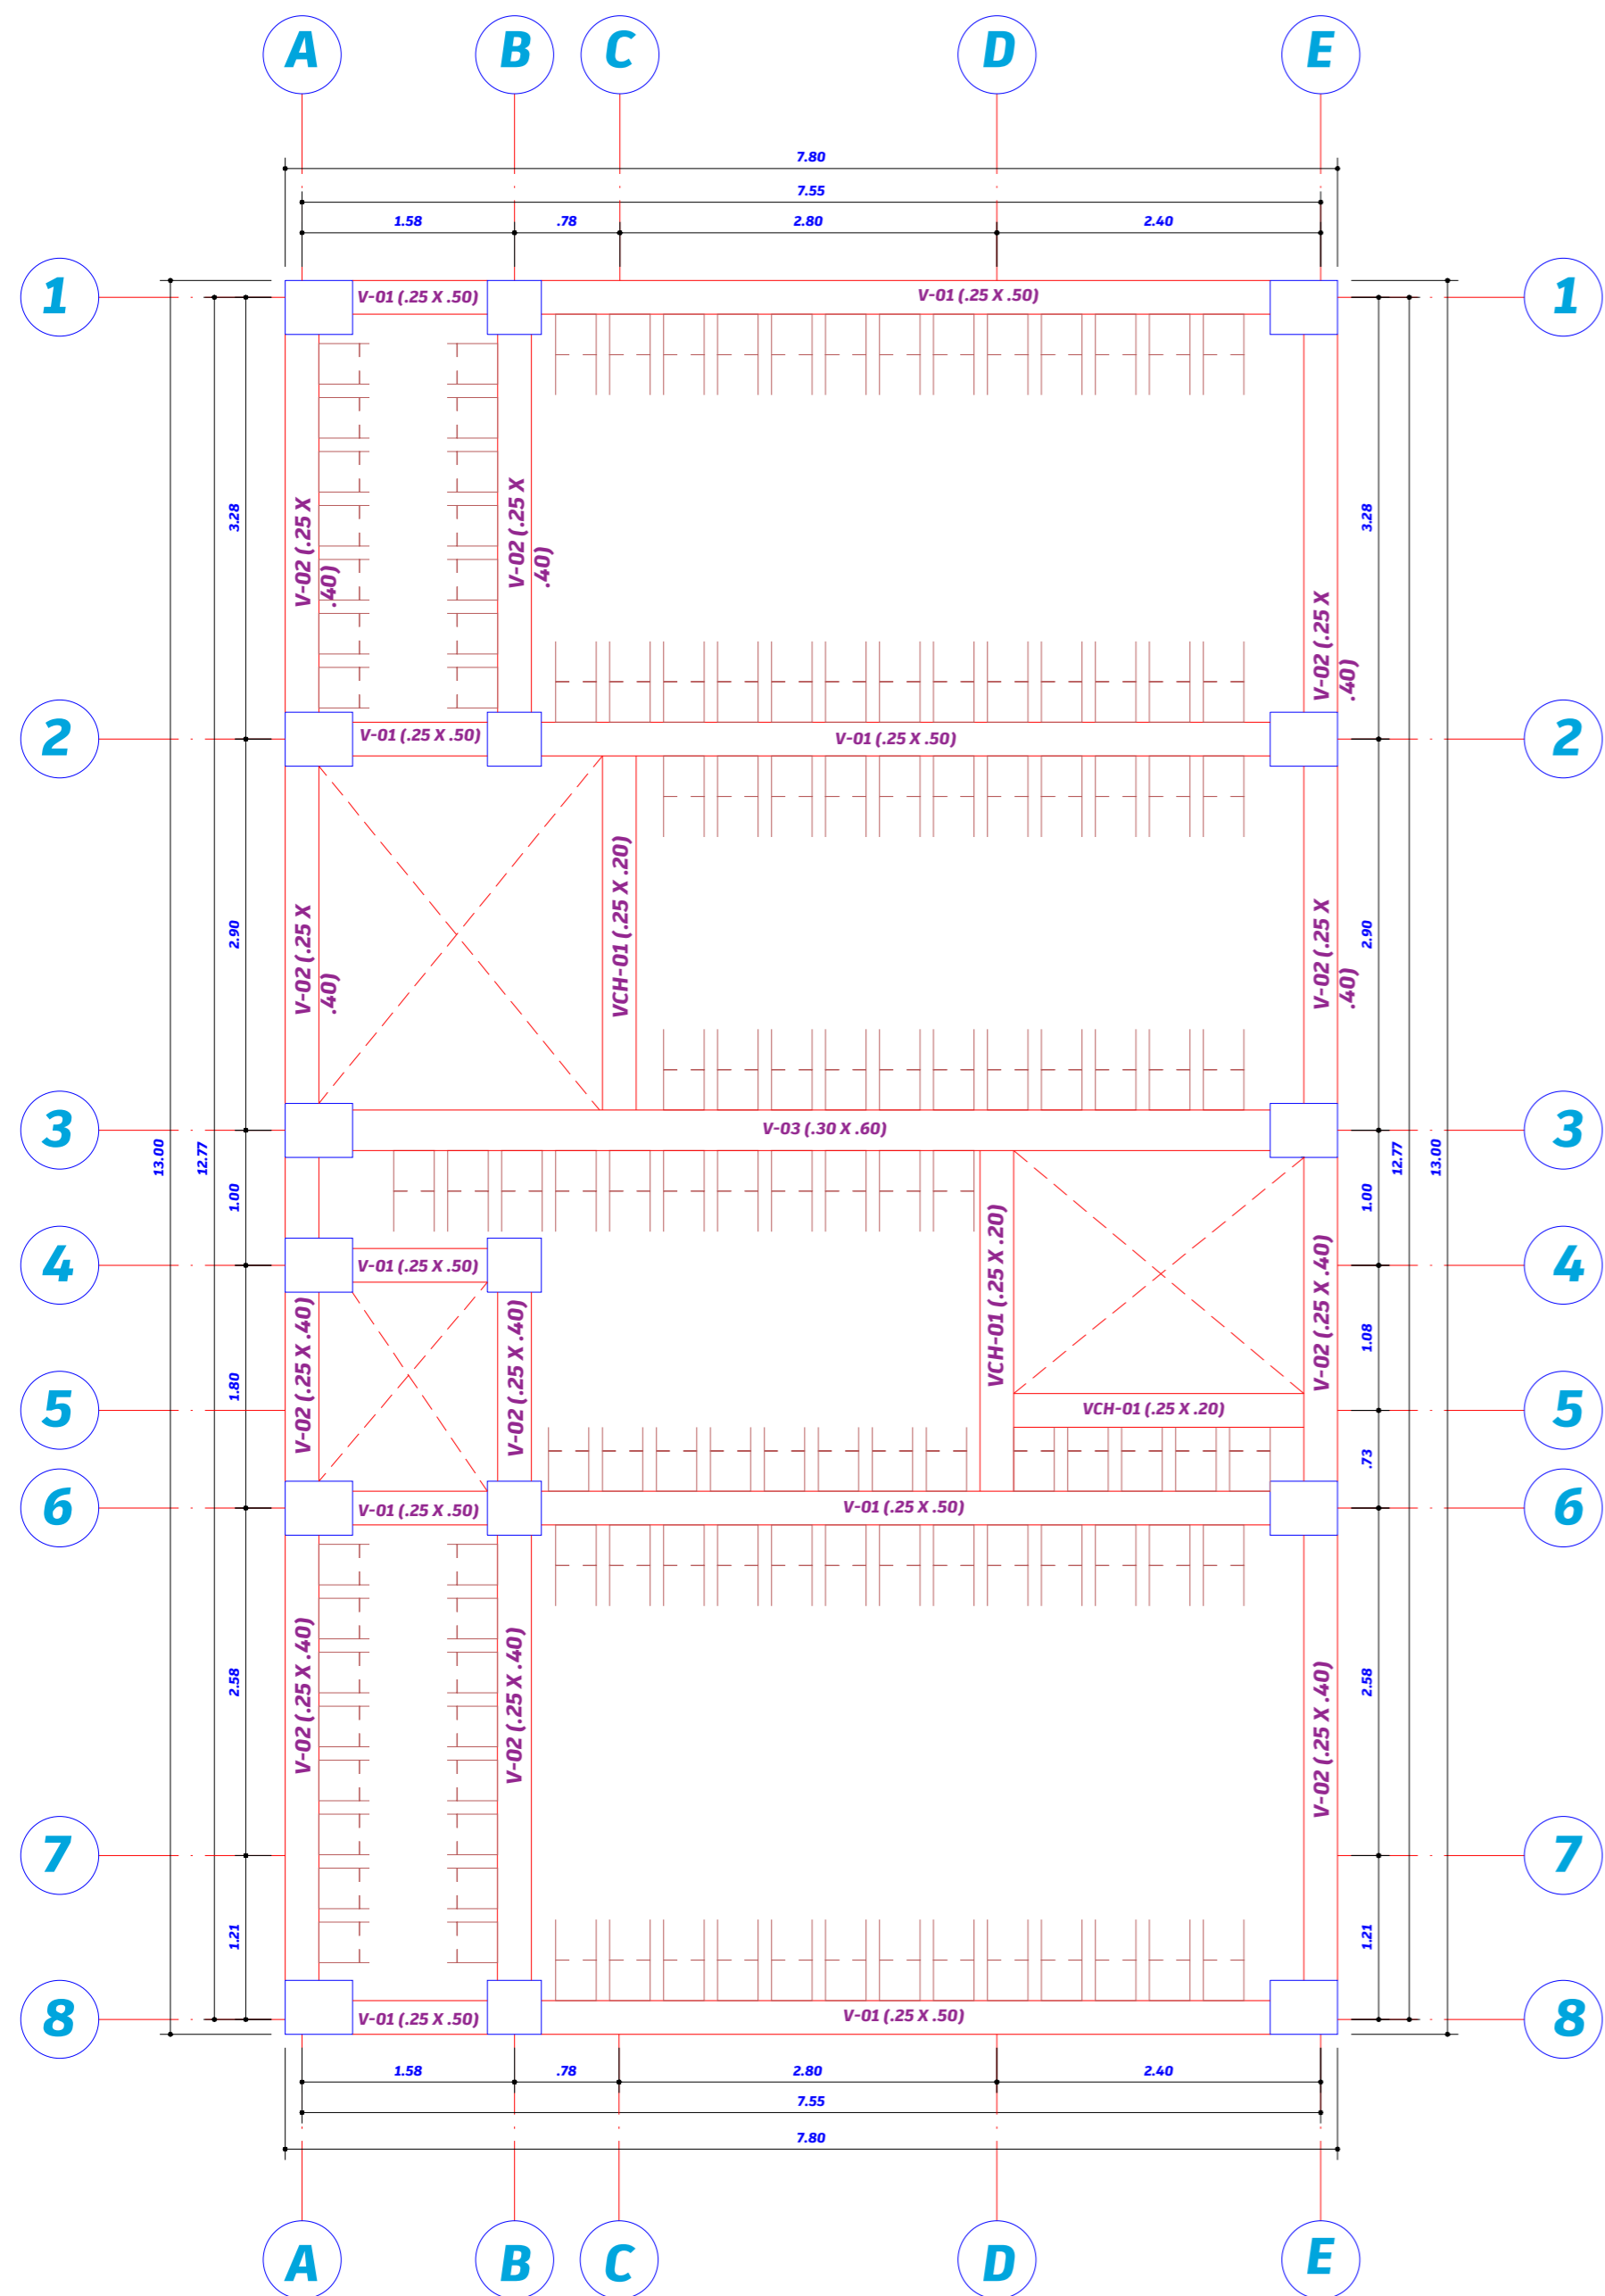 A B C D E
7.80
7.55
1.58 .78 2.80 2.40
1 V-01 (.25 X .50) V-01 (.25 X .50) 1
3.28 V-02 (.25 X V-02 (.25 X 3.28
.40) .40)
V-02 (.25 X
.40)
2 V-01 (.25 X .50) V-01 (.25 X .50) 2
2.90 V-02 (.25 X VCH-01 (.25 X .20) V-02 (.25 X 2.90
.40) .40)
3 V-03 (.30 X .60) 3
13.00 12.77 12.77 13.00
1.00 1.00
4 V-01 (.25 X .50) VCH-01 (.25 X .20) V-02 (.25 X .40) 4
1.80 V-02 (.25 X .40) V-02 (.25 X .40) 1.08
5 VCH-01 (.25 X .20) 5
.73
6 V-01 (.25 X .50) V-01 (.25 X .50) 6
2.58 V-02 (.25 X .40) V-02 (.25 X .40) V-02 (.25 X .40) 2.58
7 7
1.21 1.21
8 V-01 (.25 X .50) V-01 (.25 X .50) 8
1.58 .78 2.80 2.40
7.55
7.80
A B C D E